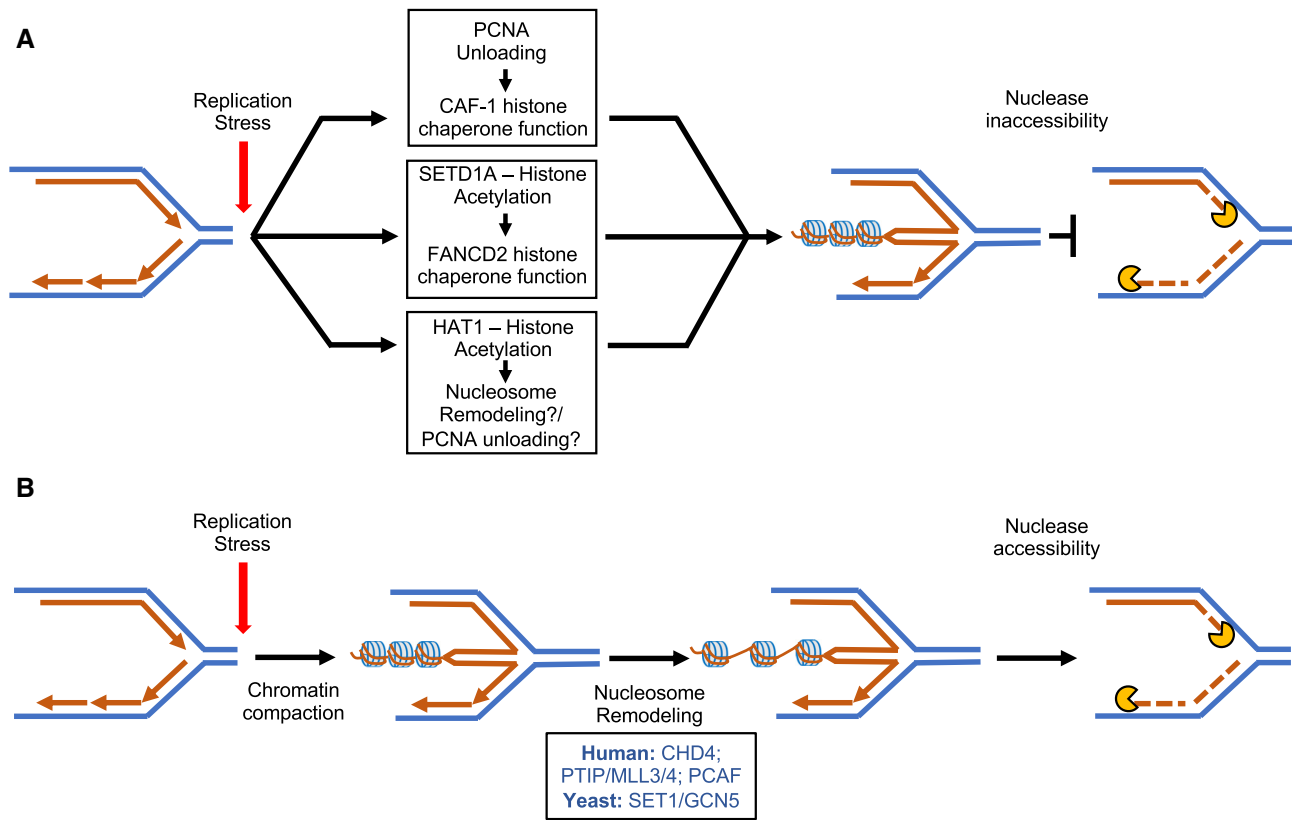 A
Replication
Stress
PCNA
Unloading
CAF-1 histone
chaperone function
SETD1A – Histone
Acetylation
FANCD2 histone
chaperone function
HAT1 – Histone
Acetylation
Nucleosome
Remodeling?/
PCNA unloading?
Nuclease
inaccessibility
B
Replication
Stress
Chromatin
compaction
Nucleosome
Remodeling
Human: CHD4;
PTIP/MLL3/4; PCAF
Yeast: SET1/GCN5
Nuclease
accessibility